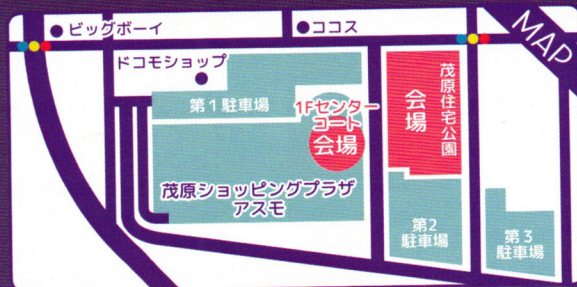 ビッグボーイ
ココス
MAP
ドコモショップ
第1駐車場
1Fセンター
コート
会場
茂原住宅公園
会場
茂原ショッピングプラザ
アスモ
第2
駐車場
第3
駐車場